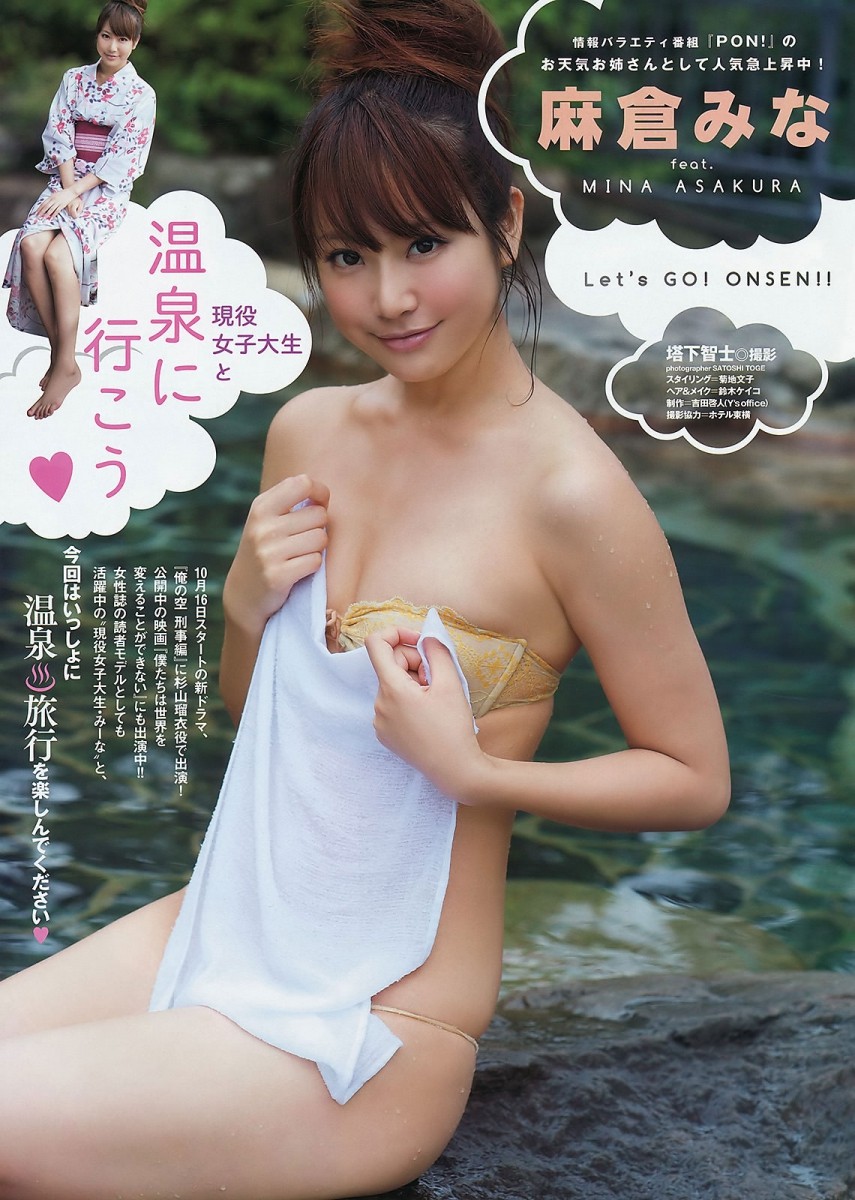 情報バラエティ番組『PON!』の
お天気お姉さんとして人気急上昇中！
麻倉みな
feat.
MINA ASAKURA
Let's GO! ONSEN!!
塔下智士◎撮影
photographer SATOSHI TOGE
スタイリング＝菊地文子
ヘア&メイク＝鈴木ケイコ
制作＝吉田啓人(Y's office)
撮影協力＝ホテル東横
現役
女子大生
と
温泉に
行こう
♥
10月16日スタートの新ドラマ、
『俺の空 刑事編』に杉山瑠衣役で出演！
公開中の映画『僕たちは世界を
変えることができない』にも出演中!!
女性誌の読者モデルとしても
活躍中の“現役女子大生・みーな”と、
今回はいっしょに
温泉♨旅行を楽しんでください♥